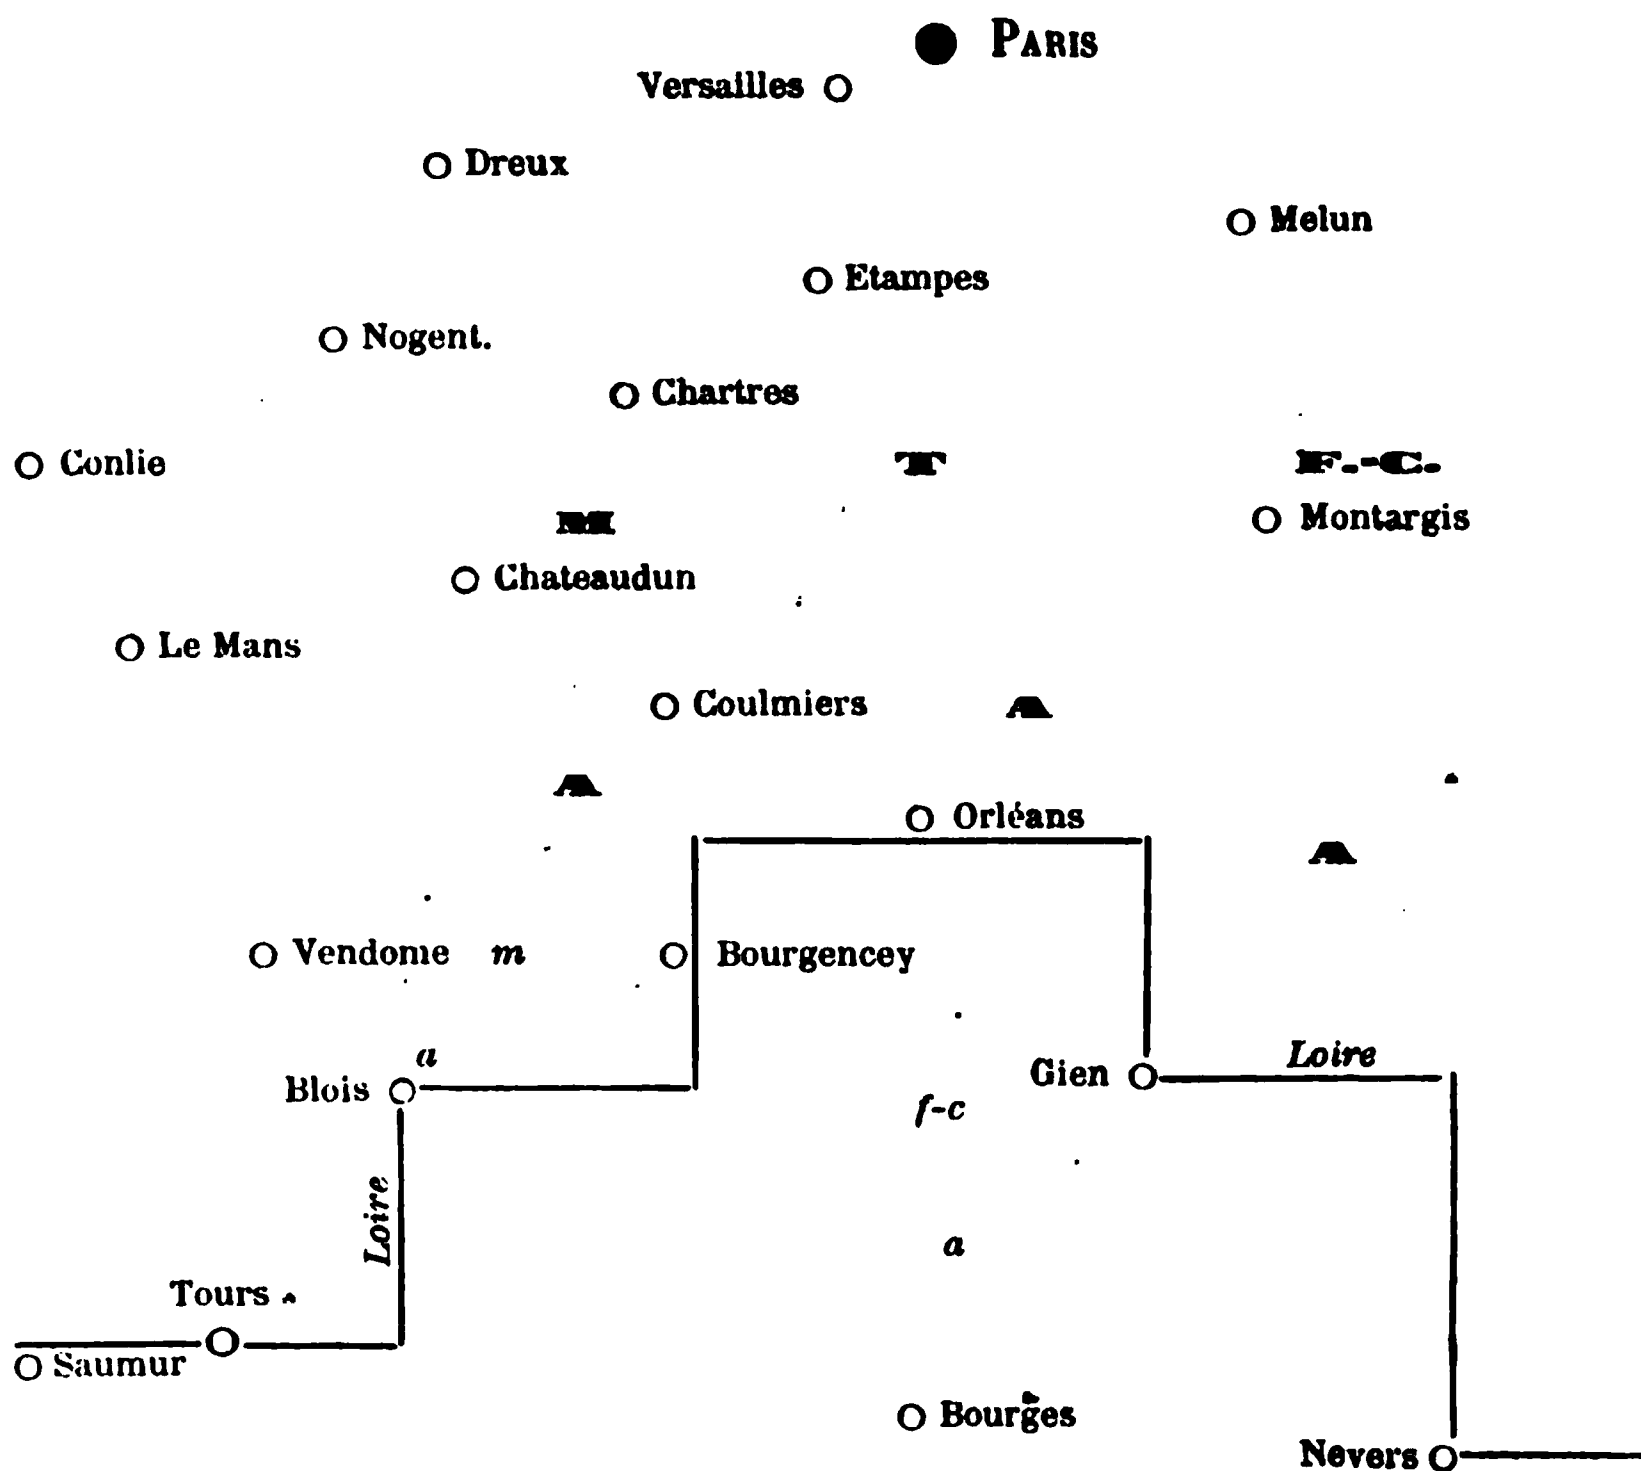 PARIS
Versailles
Dreux
Melun
Etampes
Nogent.
Chartres
Conlie
T
F.-C.
Montargis
M
Chateaudun
Le Mans
Coulmiers
A
A
Orléans
A
Vendome
m
Bourgencey
a
Blois
Gien
Loire
f-c
Loire
a
Tours
Saumur
Bourges
Nevers